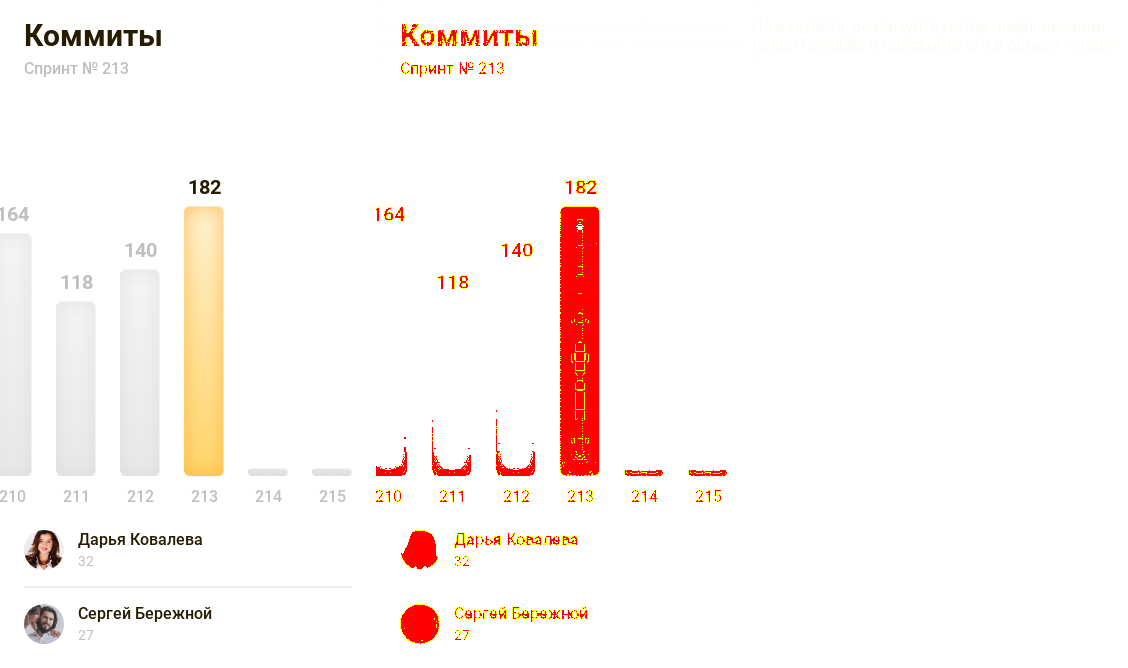 Коммиты
Спринт № 213
182
164
140
118
210 211 212 213 214 215
Дарья Ковалева
32
Сергей Бережной
27
Коммиты
Спринт № 213
182
164
140
118
210 211 212 213 214 215
Дарья Ковалева
32
Сергей Бережной
27
Пожалуйста, реализуйте метод шаблонизации
renderTemplate и присвойте его в объект window